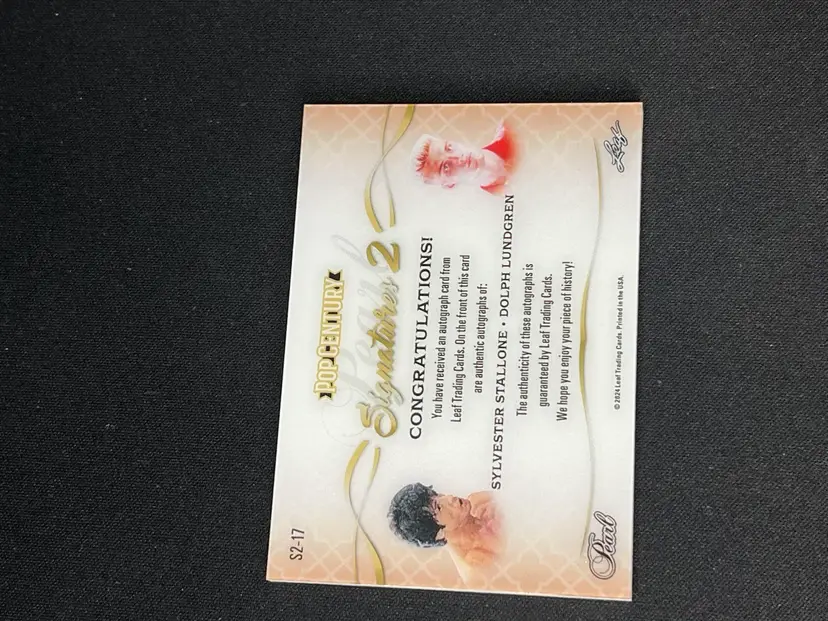 S2-17
POP CENTURY
Signatures 2
CONGRATULATIONS!
You have received an autograph card from
Leaf Trading Cards. On the front of this card
are authentic autographs of:
SYLVESTER STALLONE • DOLPH LUNDGREN
The authenticity of these autographs is
guaranteed by Leaf Trading Cards.
We hope you enjoy your piece of history!
Pearl
© 2024 Leaf Trading Cards. Printed in the USA.
Leaf